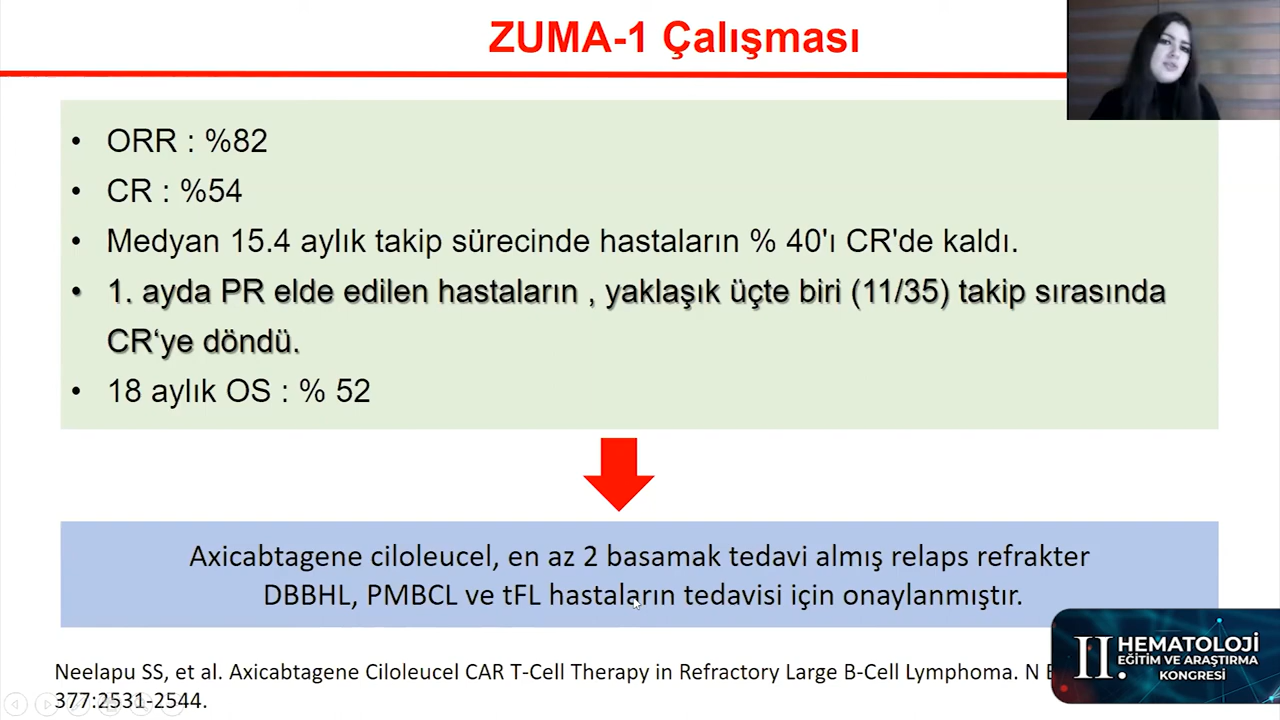 ZUMA-1 Çalışması
• ORR : %82
• CR : %54
• Medyan 15.4 aylık takip sürecinde hastaların % 40'ı CR'de kaldı.
• 1. ayda PR elde edilen hastaların , yaklaşık üçte biri (11/35) takip sırasında
CR‘ye döndü.
• 18 aylık OS : % 52
Axicabtagene ciloleucel, en az 2 basamak tedavi almış relaps refrakter
DBBHL, PMBCL ve tFL hastaların tedavisi için onaylanmıştır.
Neelapu SS, et al. Axicabtagene Ciloleucel CAR T-Cell Therapy in Refractory Large B-Cell Lymphoma. N
377:2531-2544.
II. HEMATOLOJİ
EĞİTİM VE ARAŞTIRMA
KONGRESİ